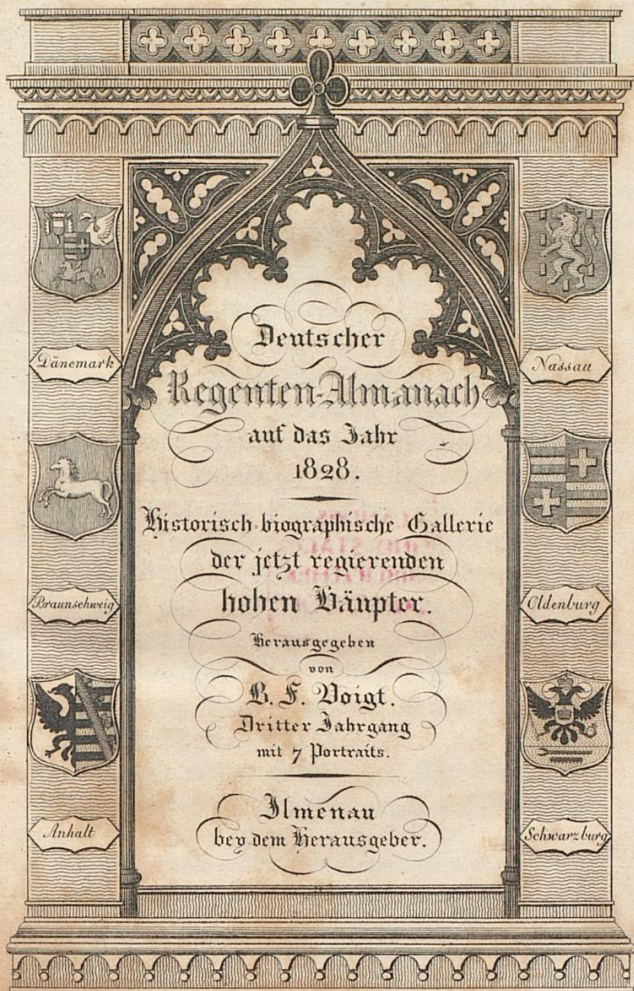 Deutscher
Regenten-Almanach
auf das Jahr
1828.
Historisch-biographische Gallerie
der jetzt regierenden
hohen Häupter.
Herausgegeben
von
B. F. Voigt.
Dritter Jahrgang
mit 7 Portraits.
Ilmenau
bey dem Herausgeber.
Dänemark
Braunschweig
Anhalt
Nassau
Oldenburg
Schwarzburg